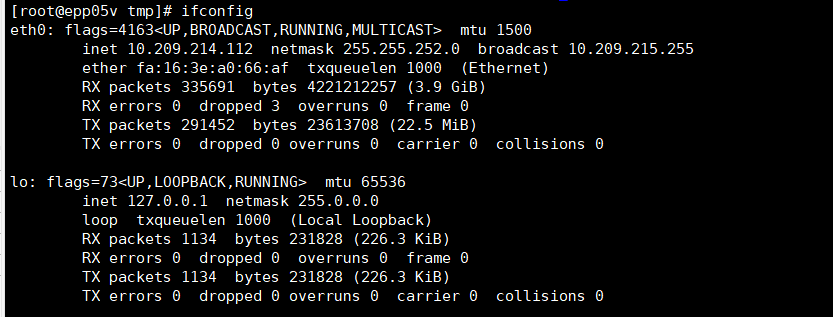 [root@epp05v tmp]# ifconfig
eth0: flags=4163<UP,BROADCAST,RUNNING,MULTICAST>  mtu 1500
        inet 10.209.214.112  netmask 255.255.252.0  broadcast 10.209.215.255
        ether fa:16:3e:a0:66:af  txqueuelen 1000  (Ethernet)
        RX packets 335691  bytes 4221212257 (3.9 GiB)
        RX errors 0  dropped 3  overruns 0  frame 0
        TX packets 291452  bytes 23613708 (22.5 MiB)
        TX errors 0  dropped 0 overruns 0  carrier 0  collisions 0

lo: flags=73<UP,LOOPBACK,RUNNING>  mtu 65536
        inet 127.0.0.1  netmask 255.0.0.0
        loop  txqueuelen 1000  (Local Loopback)
        RX packets 1134  bytes 231828 (226.3 KiB)
        RX errors 0  dropped 0  overruns 0  frame 0
        TX packets 1134  bytes 231828 (226.3 KiB)
        TX errors 0  dropped 0 overruns 0  carrier 0  collisions 0